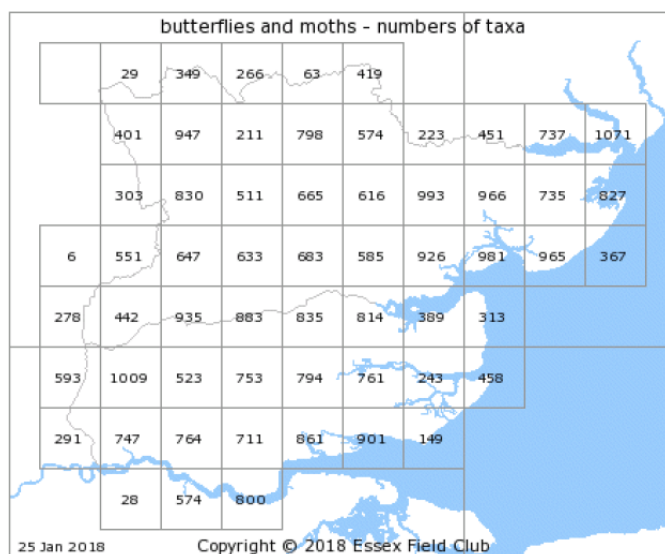 butterflies and moths - numbers of taxa
29 349 266 63 419
401 947 211 798 574 223 451 737 1071
303 830 511 665 616 993 966 735 827
6 551 647 633 683 585 926 981 965 367
278 442 935 883 835 814 389 313
593 1009 523 753 794 761 243 458
291 747 764 711 861 901 149
28 574 800
25 Jan 2018 Copyright © 2018 Essex Field Club